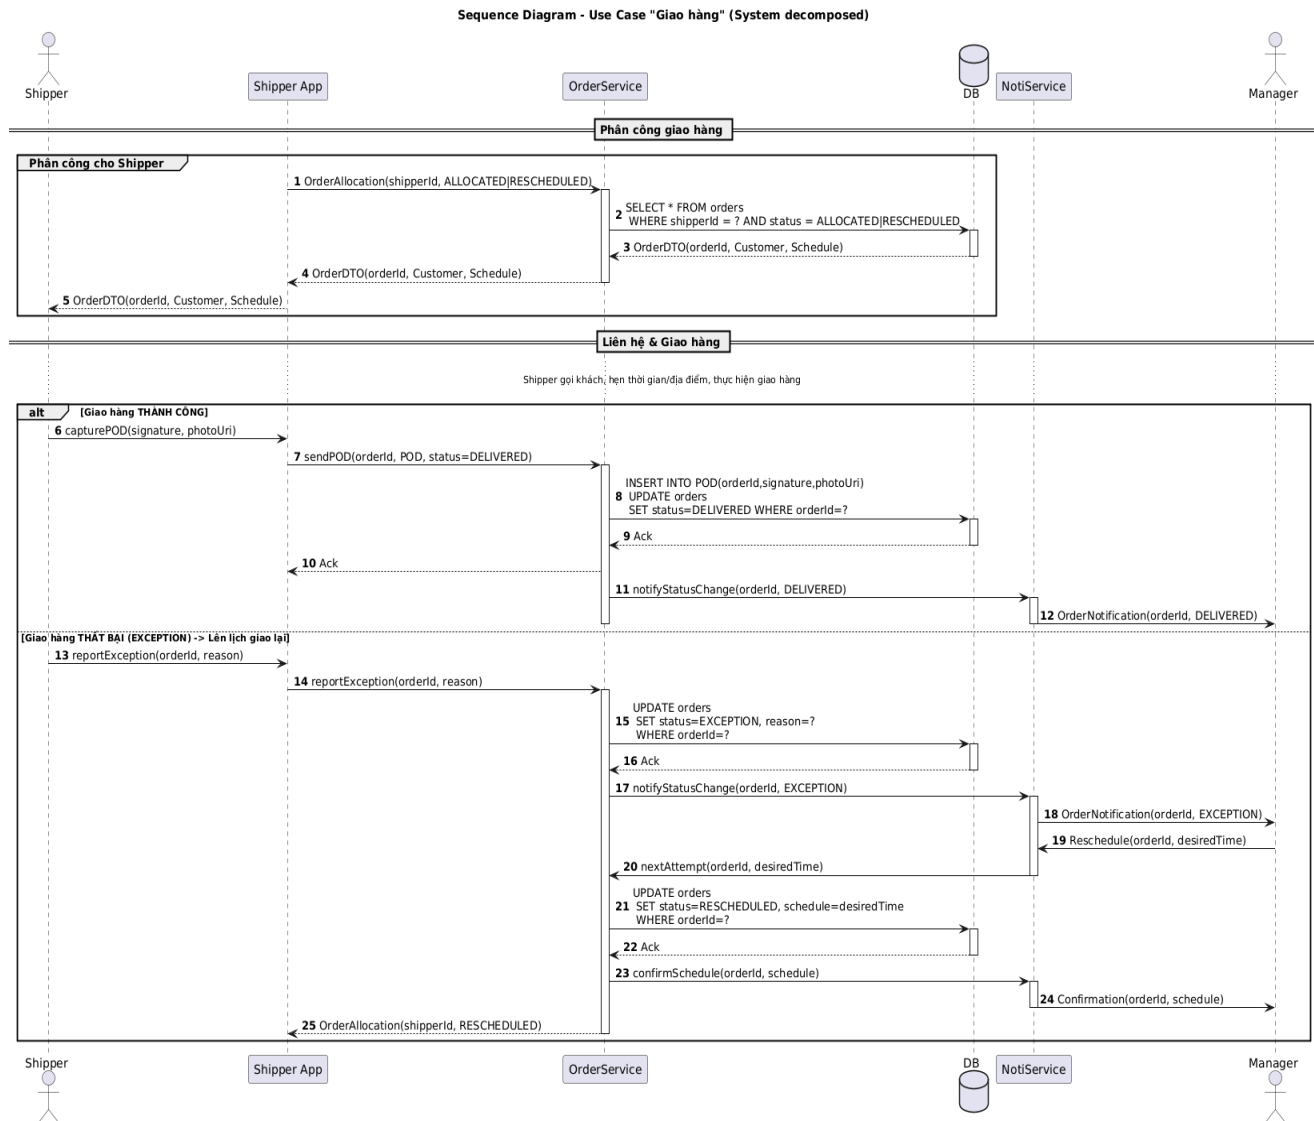 Sequence Diagram - Use Case "Giao hàng" (System decomposed)
Shipper
Shipper App
OrderService
DB
NotiService
Manager
Phân công giao hàng
Phân công cho Shipper
1 OrderAllocation(shipperId, ALLOCATED|RESCHEDULED)
2 SELECT * FROM orders
WHERE shipperId = ? AND status = ALLOCATED|RESCHEDULED
3 OrderDTO(orderId, Customer, Schedule)
4 OrderDTO(orderId, Customer, Schedule)
5 OrderDTO(orderId, Customer, Schedule)
Liên hệ & Giao hàng
Shipper gọi khách, hẹn thời gian/địa điểm, thực hiện giao hàng
alt [Giao hàng THÀNH CÔNG]
6 capturePOD(signature, photoUri)
7 sendPOD(orderId, POD, status=DELIVERED)
INSERT INTO POD(orderId,signature,photoUri)
8 UPDATE orders
SET status=DELIVERED WHERE orderId=?
9 Ack
10 Ack
11 notifyStatusChange(orderId, DELIVERED)
12 OrderNotification(orderId, DELIVERED)
[Giao hàng THẤT BẠI (EXCEPTION) -> Lên lịch giao lại]
13 reportException(orderId, reason)
14 reportException(orderId, reason)
UPDATE orders
15 SET status=EXCEPTION, reason=?
WHERE orderId=?
16 Ack
17 notifyStatusChange(orderId, EXCEPTION)
18 OrderNotification(orderId, EXCEPTION)
19 Reschedule(orderId, desiredTime)
20 nextAttempt(orderId, desiredTime)
UPDATE orders
21 SET status=RESCHEDULED, schedule=desiredTime
WHERE orderId=?
22 Ack
23 confirmSchedule(orderId, schedule)
24 Confirmation(orderId, schedule)
25 OrderAllocation(shipperId, RESCHEDULED)
Shipper
Shipper App
OrderService
DB
NotiService
Manager